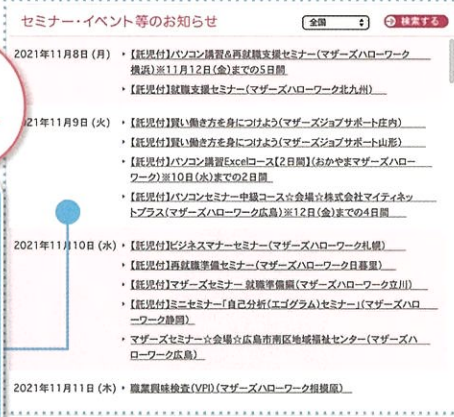 セミナー・イベント等のお知らせ 全国 検索する
2021年11月8日(月) ・【託児付】パソコン講習&再就職支援セミナー(マザーズハローワーク
横浜)※11月12日(金)までの5日間
・【託児付】就職支援セミナー(マザーズハローワーク北九州)
21年11月9日(火) ・【託児付】賢い働き方を身につけよう(マザーズジョブサポート庄内)
・【託児付】賢い働き方を身につけよう(マザーズジョブサポート山形)
・【託児付】パソコン講習Excelコース【2日間】(おかやまマザーズハロー
ワーク)※10日(水)までの2日間
・【託児付】パソコンセミナー中級コース☆会場☆株式会社マイティネッ
トプラス(マザーズハローワーク広島)※12日(金)までの4日間
2021年11月10日(水) ・【託児付】ビジネスマナーセミナー(マザーズハローワーク札幌)
・【託児付】再就職準備セミナー(マザーズハローワーク日暮里)
・【託児付】マザーズセミナー 就職準備編(マザーズハローワーク立川)
・【託児付】ミニセミナー「自己分析(エゴグラム)セミナー」(マザーズハロ
ーワーク静岡)
・マザーズセミナー☆会場☆広島市南区地域福祉センター(マザーズハ
ローワーク広島)
2021年11月11日(木) ・職業興味検査(VPI)(マザーズハローワーク相模原)